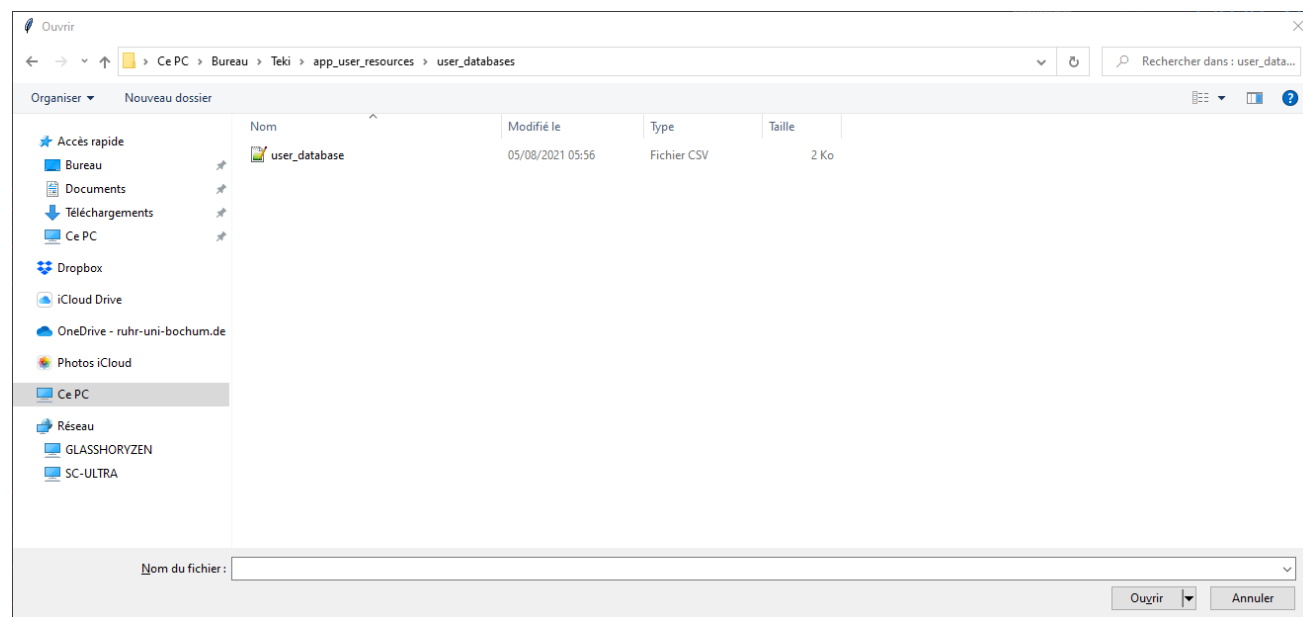 Ouvrir
Ce PC > Bureau > Teki > app_user_resources > user_databases
Rechercher dans : user_data...
Organiser
Nouveau dossier
Nom
Modifié le
Type
Taille
user_database
05/08/2021 05:56
Fichier CSV
2 Ko
Accès rapide
Bureau
Documents
Téléchargements
Ce PC
Dropbox
iCloud Drive
OneDrive - ruhr-uni-bochum.de
Photos iCloud
Ce PC
Réseau
GLASSHORYZEN
SC-ULTRA
Nom du fichier :
Ouvrir
Annuler